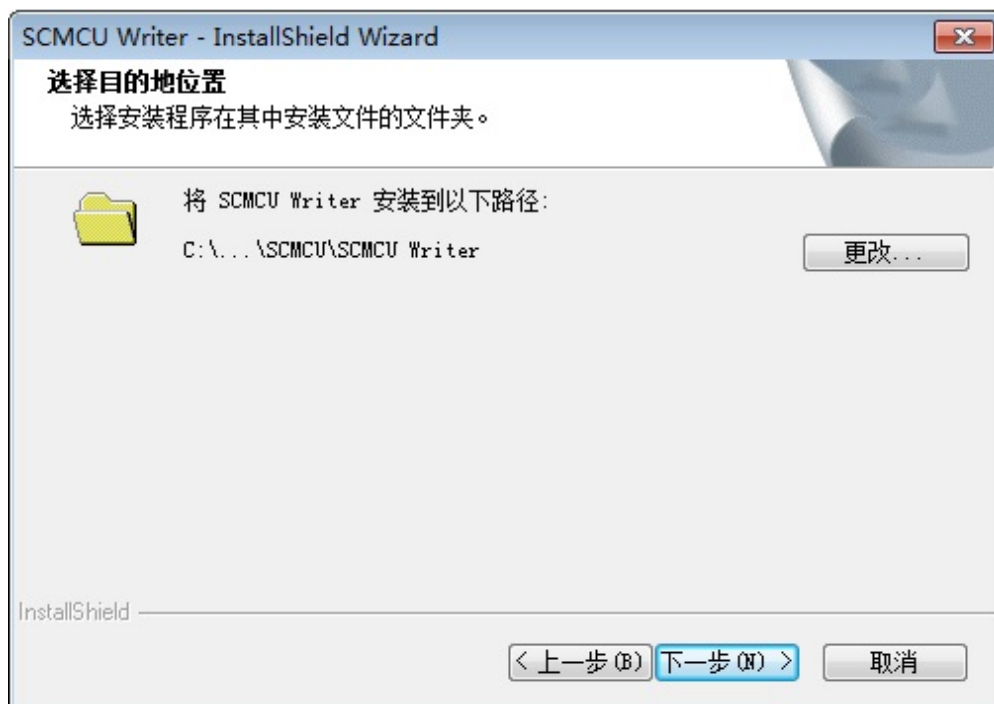 SCMCU Writer - InstallShield Wizard
选择目的地位置
选择安装程序在其中安装文件的文件夹。
将 SCMCU Writer 安装到以下路径:
C:\...\SCMCU\SCMCU Writer
更改...
InstallShield
< 上一步(B) 下一步(N) > 取消